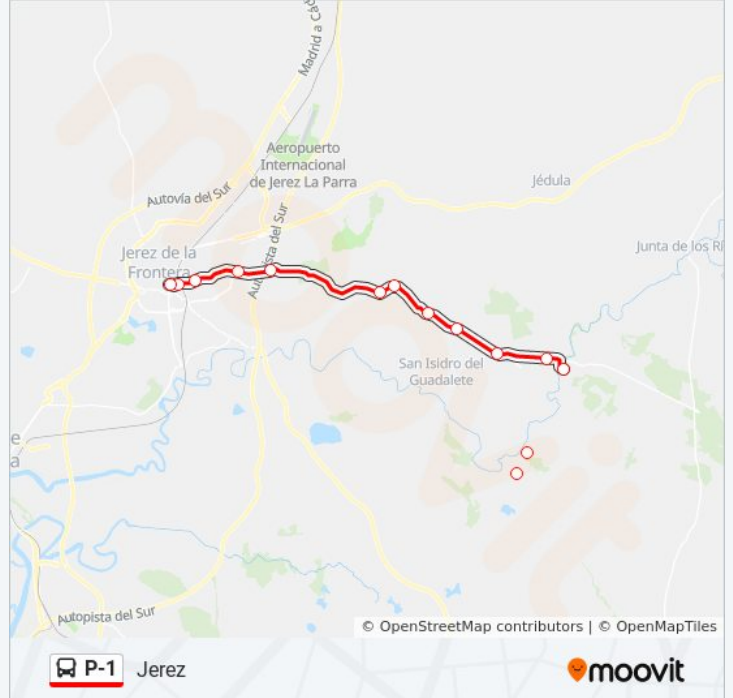 Madrid a Cá
Aeropuerto
Internacional
de Jerez La Parra
Jédula
Autovía del Sur
Autopista del Sur
Jerez de la
Frontera
Junta de los Rí
San Isidro del
Guadalete
e
a
Autopista del Sur
© OpenStreetMap contributors | © OpenMapTiles
P-1 Jerez
moovit